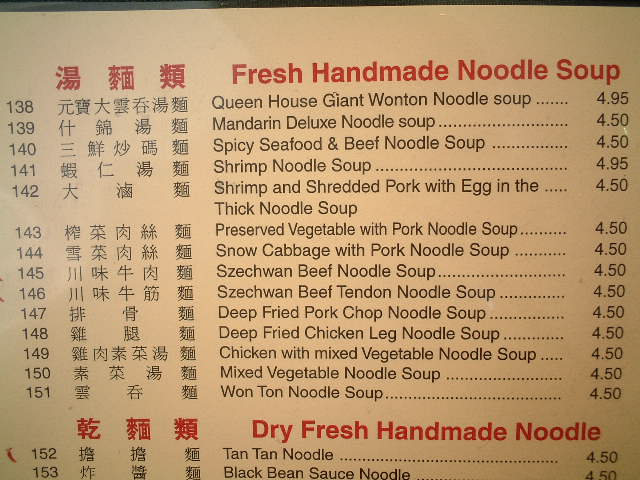 湯麵類 Fresh Handmade Noodle Soup
138 元寶大雲吞湯麵 Queen House Giant Wonton Noodle soup ....... 4.95
139 什錦湯麵 Mandarin Deluxe Noodle soup ....................... 4.50
140 三鮮炒碼麵 Spicy Seafood & Beef Noodle Soup ............. 4.50
141 蝦仁湯麵 Shrimp Noodle Soup .................................. 4.95
142 大滷麵 Shrimp and Shredded Pork with Egg in the ..... 4.50
Thick Noodle Soup
143 榨菜肉絲麵 Preserved Vegetable with Pork Noodle Soup .......... 4.50
144 雪菜肉絲麵 Snow Cabbage with Pork Noodle Soup ........... 4.50
145 川味牛肉麵 Szechwan Beef Noodle Soup ....................... 4.50
146 川味牛筋麵 Szechwan Beef Tendon Noodle Soup .............. 4.50
147 排骨麵 Deep Fried Pork Chop Noodle Soup ............... 4.50
148 雞腿麵 Deep Fried Chicken Leg Noodle Soup ............ 4.50
149 雞肉素菜湯麵 Chicken with mixed Vegetable Noodle Soup ..... 4.50
150 素菜湯麵 Mixed Vegetable Noodle Soup ....................... 4.50
151 雲吞麵 Won Ton Noodle Soup .................................. 4.50
乾麵類 Dry Fresh Handmade Noodle
152 擔擔麵 Tan Tan Noodle ........................................... 4.50
153 炸醬麵 Black Bean Sauce Noodle ............................ 4.50